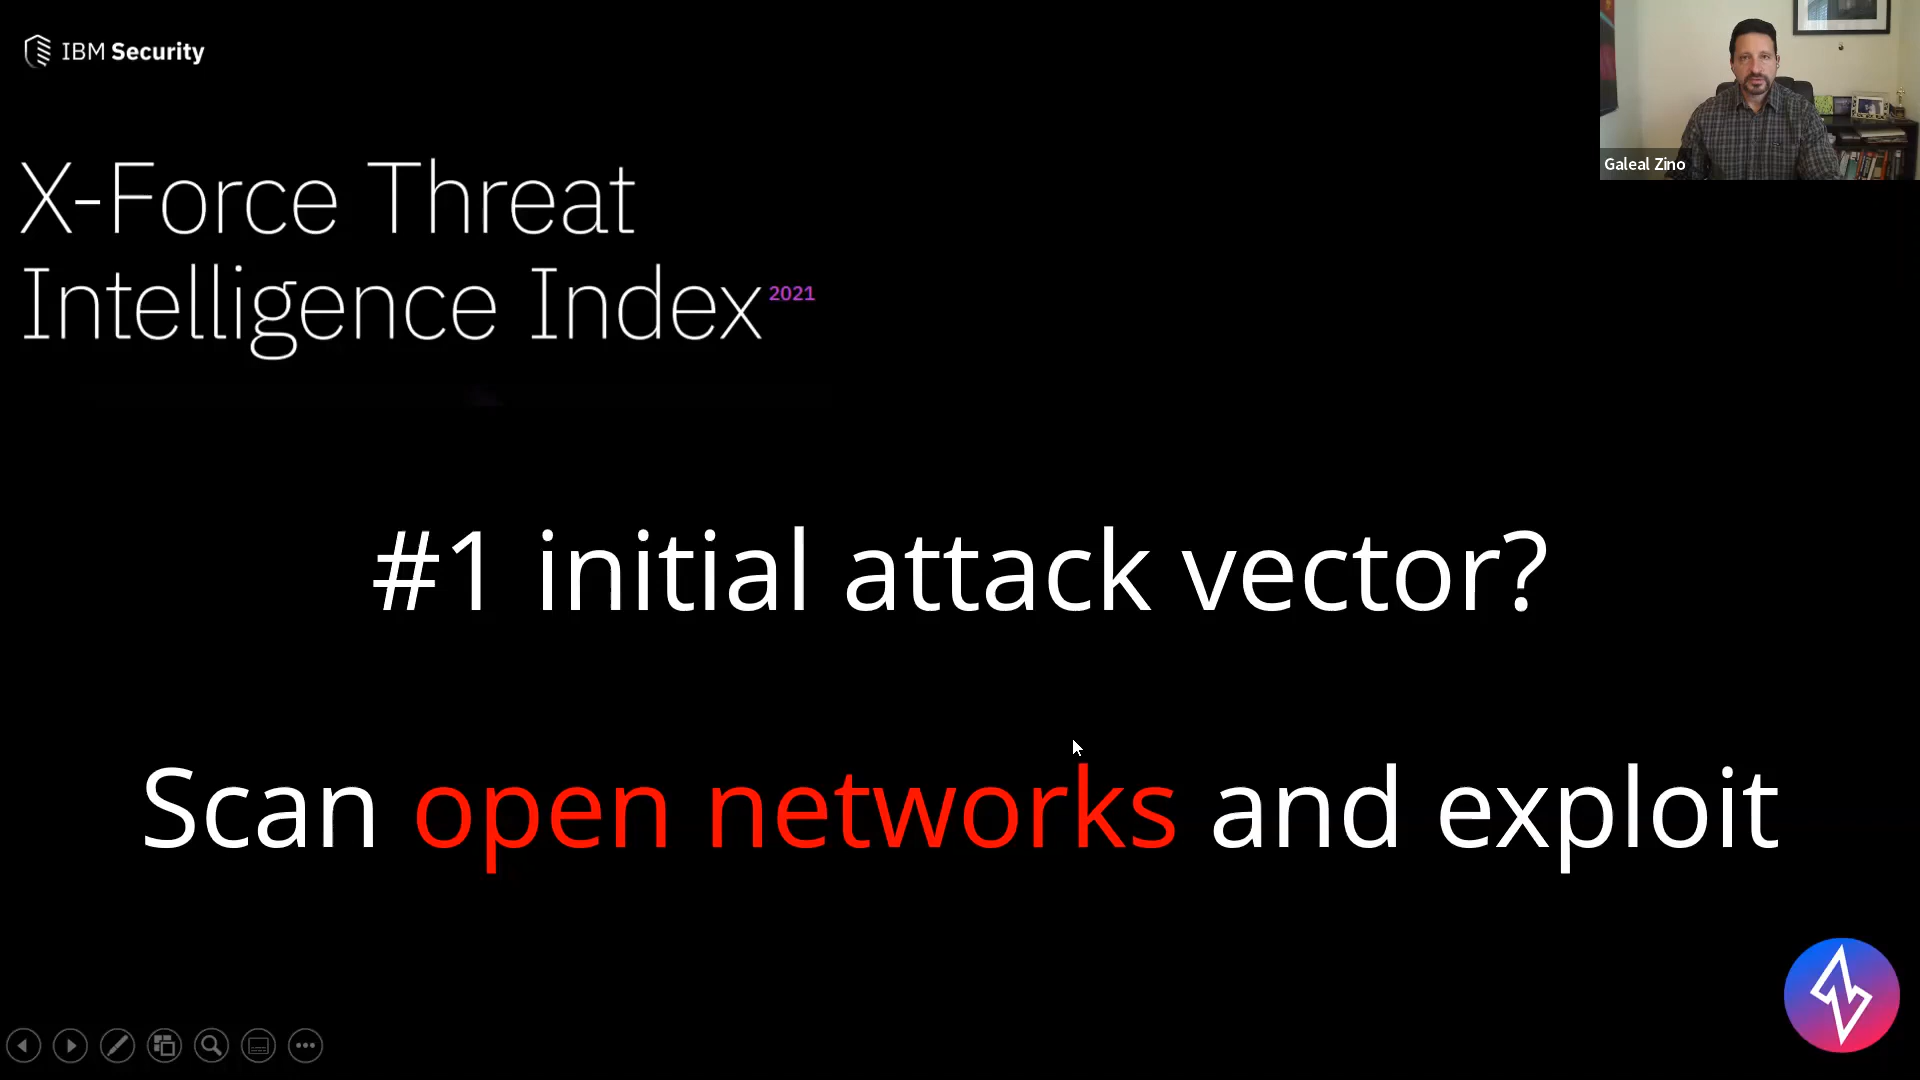 IBM Security
Galeal Zino
X-Force Threat
Intelligence Index 2021
#1 initial attack vector?
Scan open networks and exploit